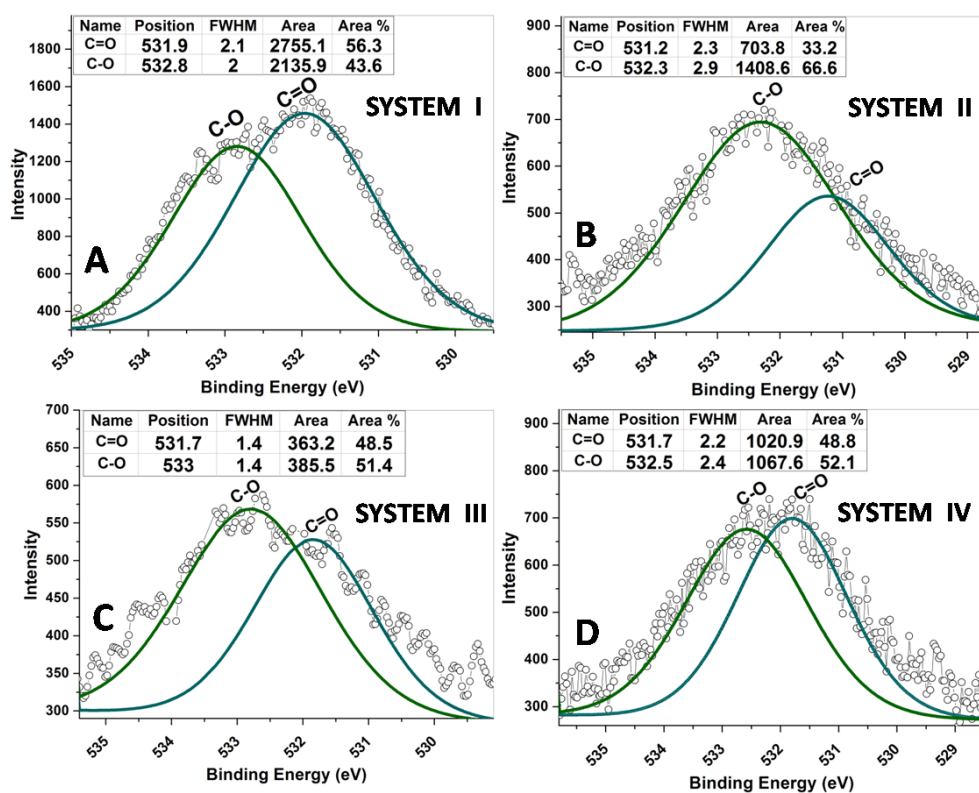 Name Position FWHM Area Area %
C=O 531.9 2.1 2755.1 56.3
C-O 532.8 2 2135.9 43.6
1800
1600
1400
1200
1000
800
600
400
Intensity
C-O
C=O
SYSTEM I
A
535 534 533 532 531 530
Binding Energy (eV)
Name Position FWHM Area Area %
C=O 531.2 2.3 703.8 33.2
C-O 532.3 2.9 1408.6 66.6
900
800
700
600
500
400
300
Intensity
C-O
C=O
SYSTEM II
B
535 534 533 532 531 530 529
Binding Energy (eV)
Name Position FWHM Area Area %
C=O 531.7 1.4 363.2 48.5
C-O 533 1.4 385.5 51.4
700
650
600
550
500
450
400
350
300
Intensity
C-O
C=O
SYSTEM III
C
535 534 533 532 531 530
Binding Energy (eV)
Name Position FWHM Area Area %
C=O 531.7 2.2 1020.9 48.8
C-O 532.5 2.4 1067.6 52.1
900
800
700
600
500
400
300
Intensity
C-O
C=O
SYSTEM IV
D
535 534 533 532 531 530 529
Binding Energy (eV)